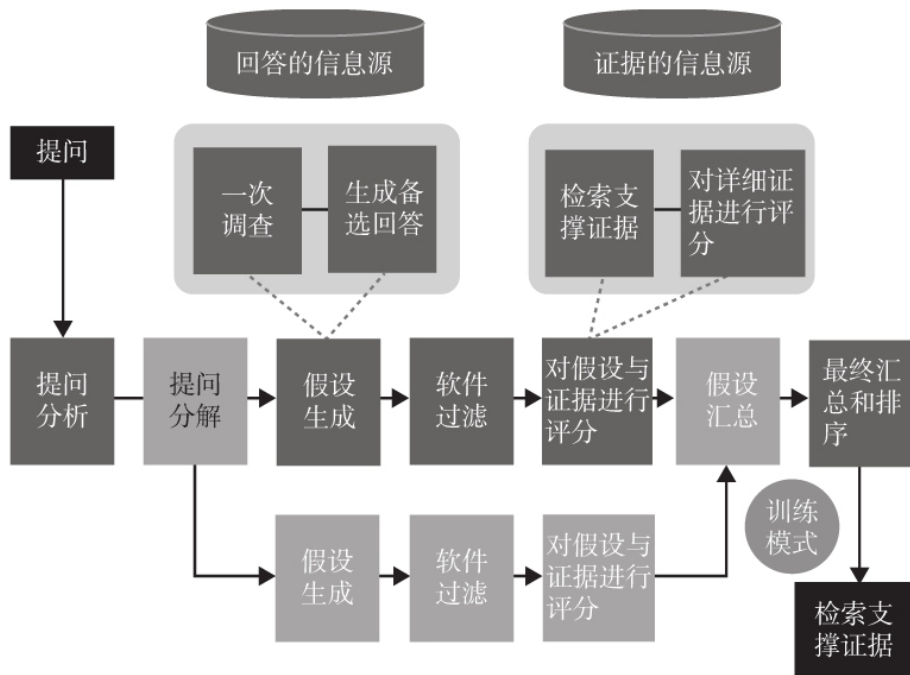 回答的信息源
证据的信息源
提问
一次
调查
生成备
选回答
检索支
撑证据
对详细证
据进行评
分
提问
分析
提问
分解
假设
生成
软件
过滤
对假设与
证据进行
评分
假设
汇总
最终汇
总和排
序
假设
生成
软件
过滤
对假设与
证据进行
评分
训练
模式
检索支
撑证据